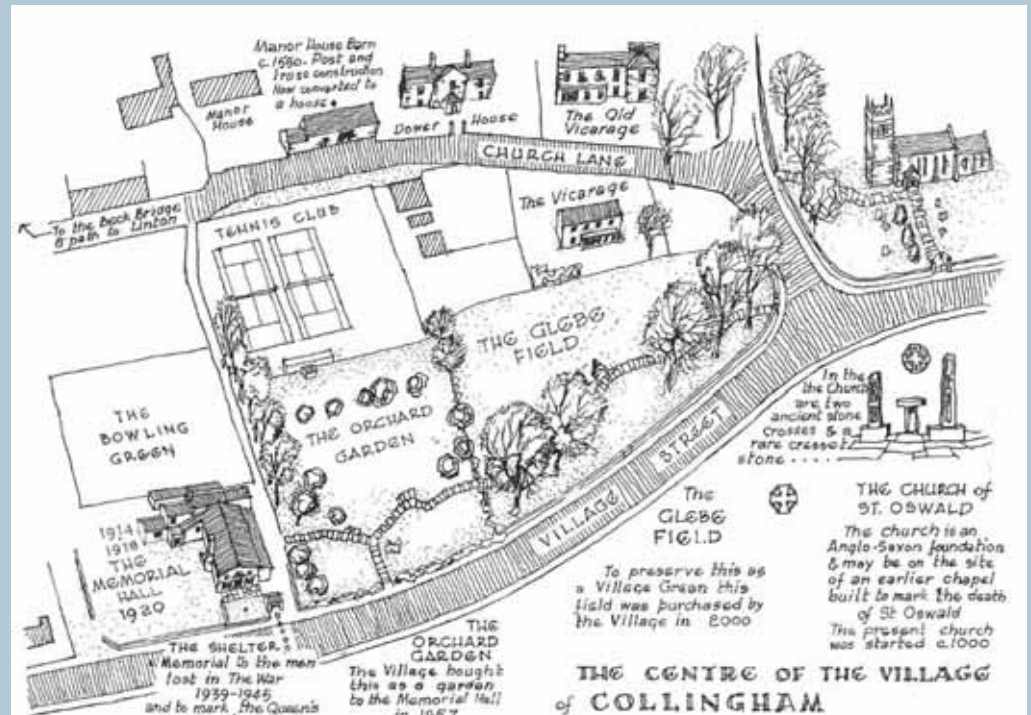 Manor House Barn
c.1550. Post and
Truss construction
Now converted to
a house.
Manor
House
Dower House
The Old
Vicarage
CHURCH LANE
To the Beck Bridge
& path to Linton
TENNIS CLUB
The Vicarage
THE GLEBE
FIELD
THE
BOWLING
GREEN
THE ORCHARD
GARDEN
In the
the Church
are two
ancient stone
crosses & a
rare cresset
stone ....
VILLAGE STREET
1914
1918
THE
MEMORIAL
HALL
1920
The
GLEBE
FIELD
To preserve this as
a Village Green this
field was purchased by
the Village in 2000
THE CHURCH of
ST. OSWALD
The church is an
Anglo-Saxon foundation
& may be on the site
of an earlier chapel
built to mark the death
of St Oswald
The present church
was started c.1000
THE SHELTER
Memorial to the men
lost in The War
1939-1945
and to mark the Queen's
THE
ORCHARD
GARDEN
The Village bought
this as a garden
to the Memorial Hall
in 1957
THE CENTRE OF THE VILLAGE
of COLLINGHAM